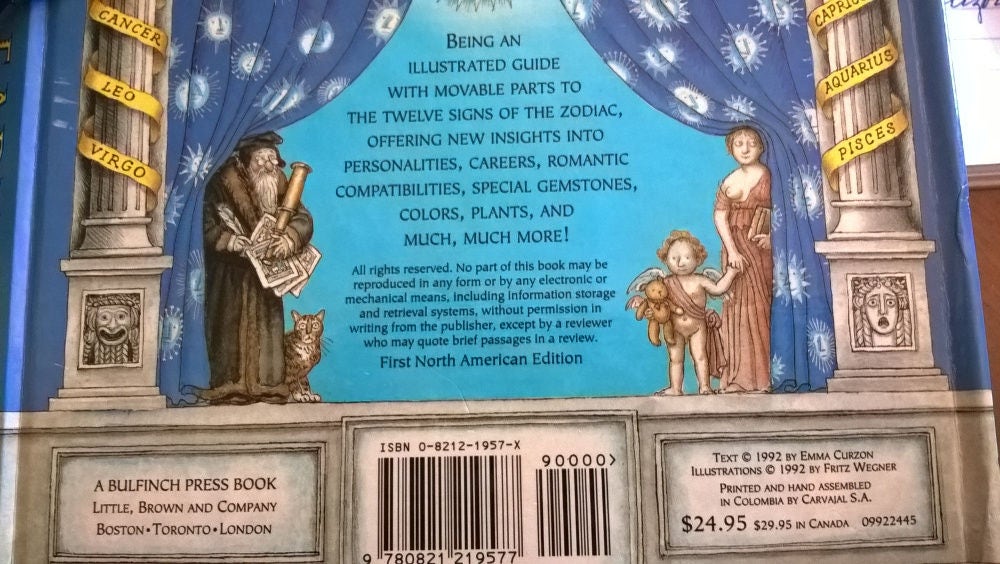 CANCER
LEO
VIRGO
CAPRIC
AQUARIUS
PISCES
BEING AN
ILLUSTRATED GUIDE
WITH MOVABLE PARTS TO
THE TWELVE SIGNS OF THE ZODIAC,
OFFERING NEW INSIGHTS INTO
PERSONALITIES, CAREERS, ROMANTIC
COMPATIBILITIES, SPECIAL GEMSTONES,
COLORS, PLANTS, AND
MUCH, MUCH MORE!
All rights reserved. No part of this book may be
reproduced in any form or by any electronic or
mechanical means, including information storage
and retrieval systems, without permission in
writing from the publisher, except by a reviewer
who may quote brief passages in a review.
First North American Edition
A BULFINCH PRESS BOOK
LITTLE, BROWN AND COMPANY
BOSTON • TORONTO • LONDON
ISBN 0-8212-1957-X
90000>
9 780821 219577
TEXT © 1992 BY EMMA CURZON
ILLUSTRATIONS © 1992 BY FRITZ WEGNER
PRINTED AND HAND ASSEMBLED
IN COLOMBIA BY CARVAJAL S.A.
$24.95 $29.95 IN CANADA 09922445